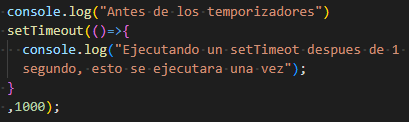 console.log("Antes de los temporizadores")
setTimeout(()=>{
console.log("Ejecutando un setTimeot despues de 1
segundo, esto se ejecutara una vez");
}
,1000);